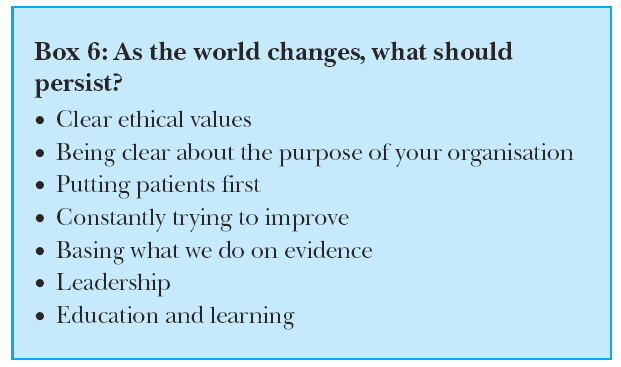 Box 6: As the world changes, what should
persist?
• Clear ethical values
• Being clear about the purpose of your organisation
• Putting patients first
• Constantly trying to improve
• Basing what we do on evidence
• Leadership
• Education and learning